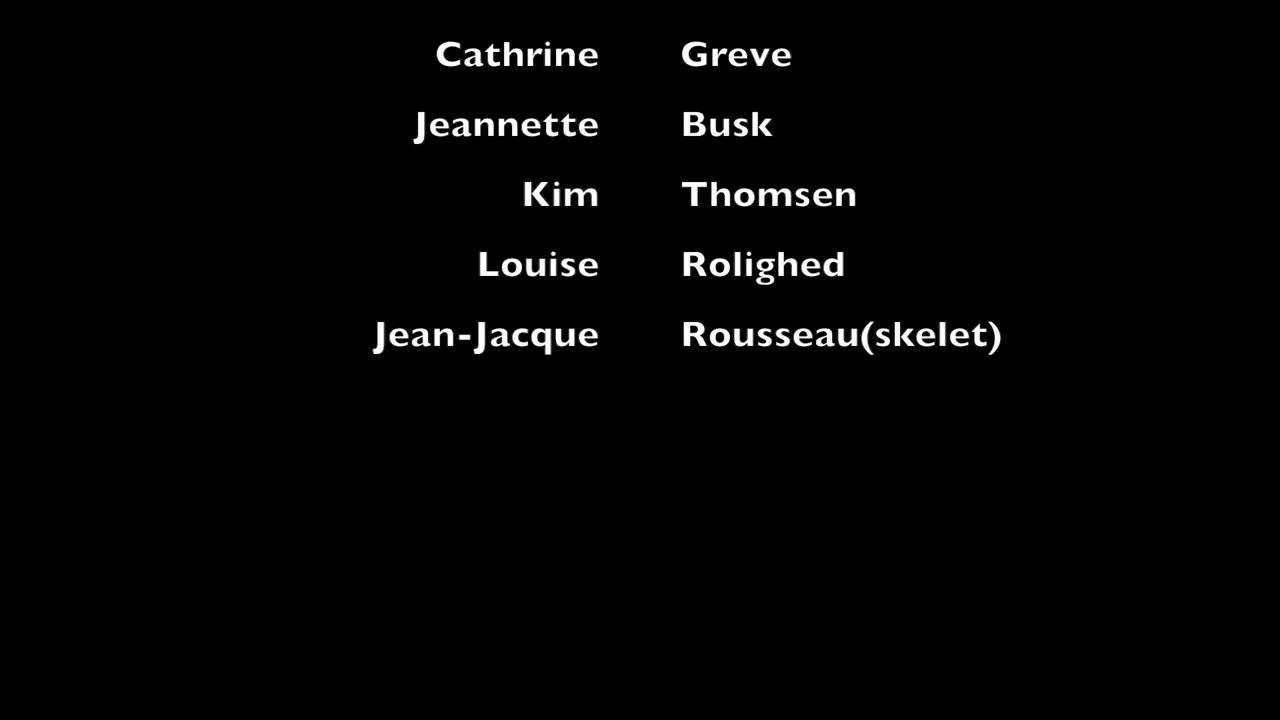 Cathrine Greve
Jeannette Busk
Kim Thomsen
Louise Rolighed
Jean-Jacque Rousseau(skelet)